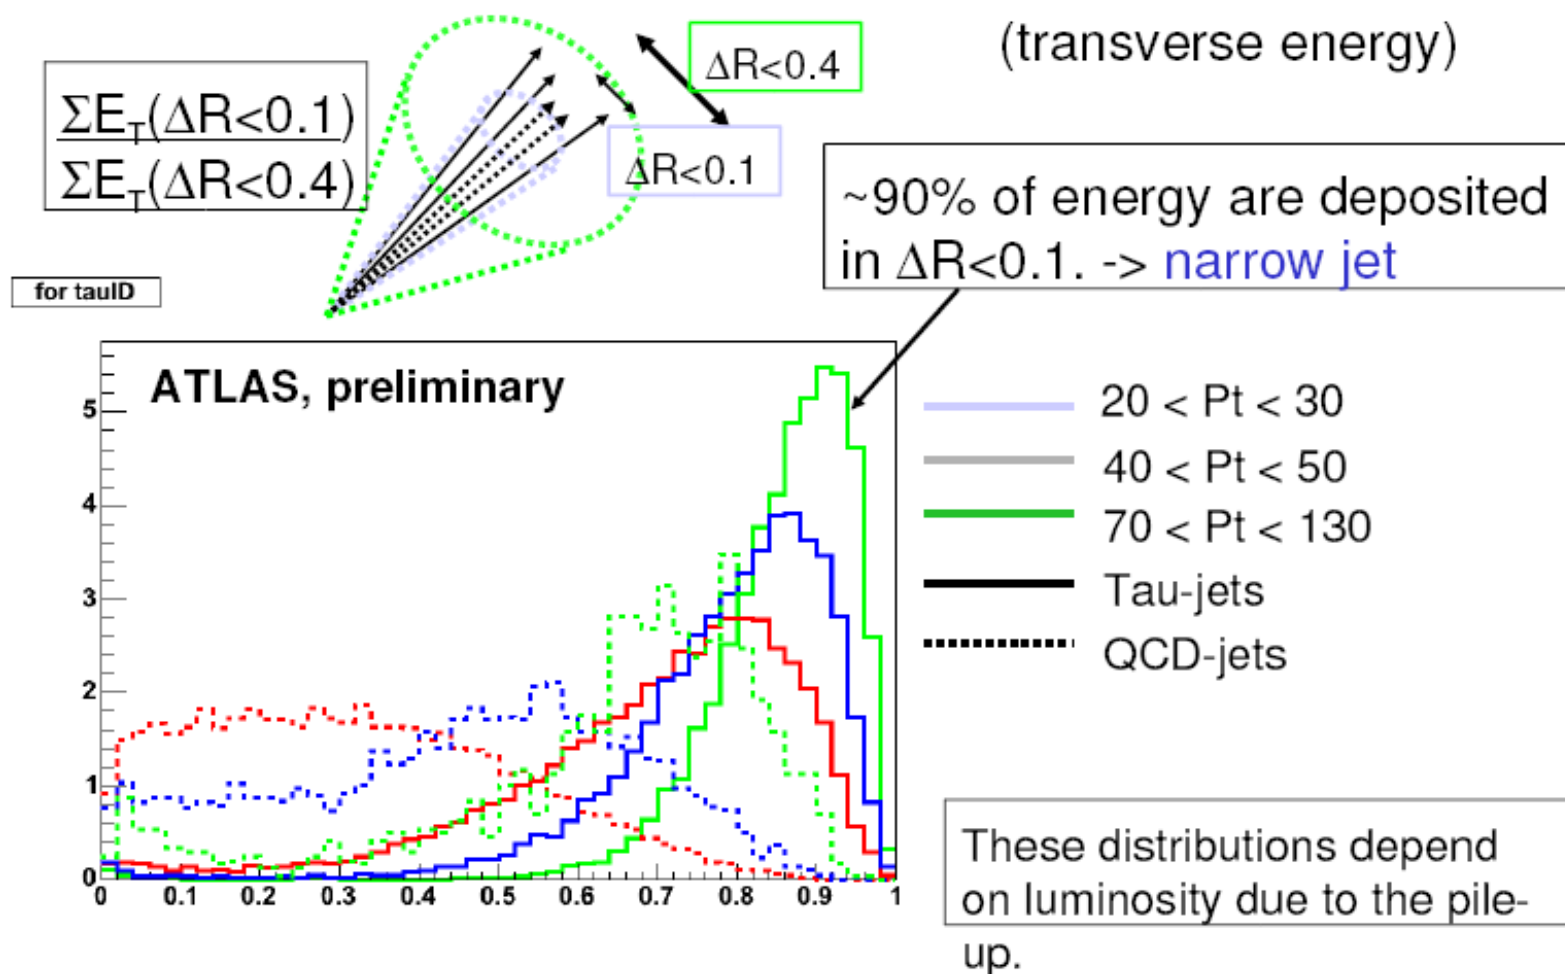 (transverse energy)
ΔR<0.4
ΣE_T(ΔR<0.1)
ΣE_T(ΔR<0.4)
ΔR<0.1
~90% of energy are deposited
in ΔR<0.1. -> narrow jet
for tauID
ATLAS, preliminary
5
4
3
2
1
0
0 0.1 0.2 0.3 0.4 0.5 0.6 0.7 0.8 0.9 1
20 < Pt < 30
40 < Pt < 50
70 < Pt < 130
Tau-jets
QCD-jets
These distributions depend
on luminosity due to the pile-
up.